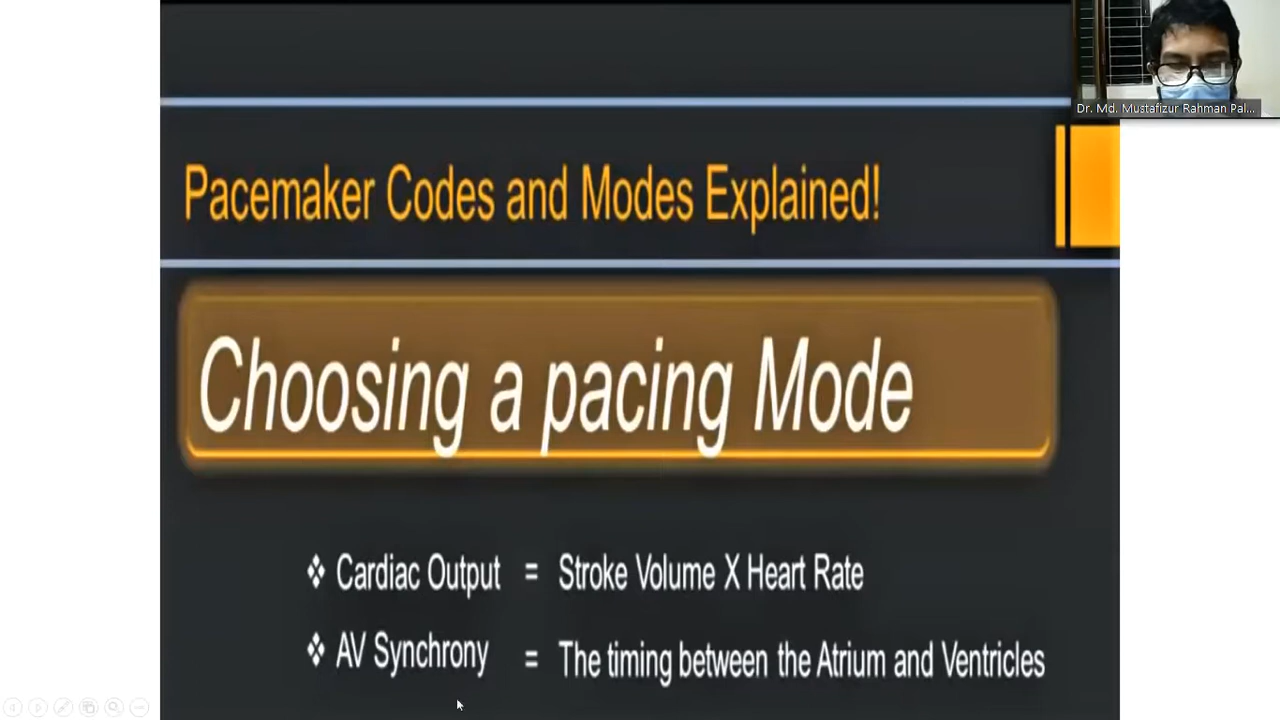 Dr. Md. Mustafizur Rahman Pal...
Pacemaker Codes and Modes Explained!
Choosing a pacing Mode
❖ Cardiac Output = Stroke Volume X Heart Rate
❖ AV Synchrony = The timing between the Atrium and Ventricles